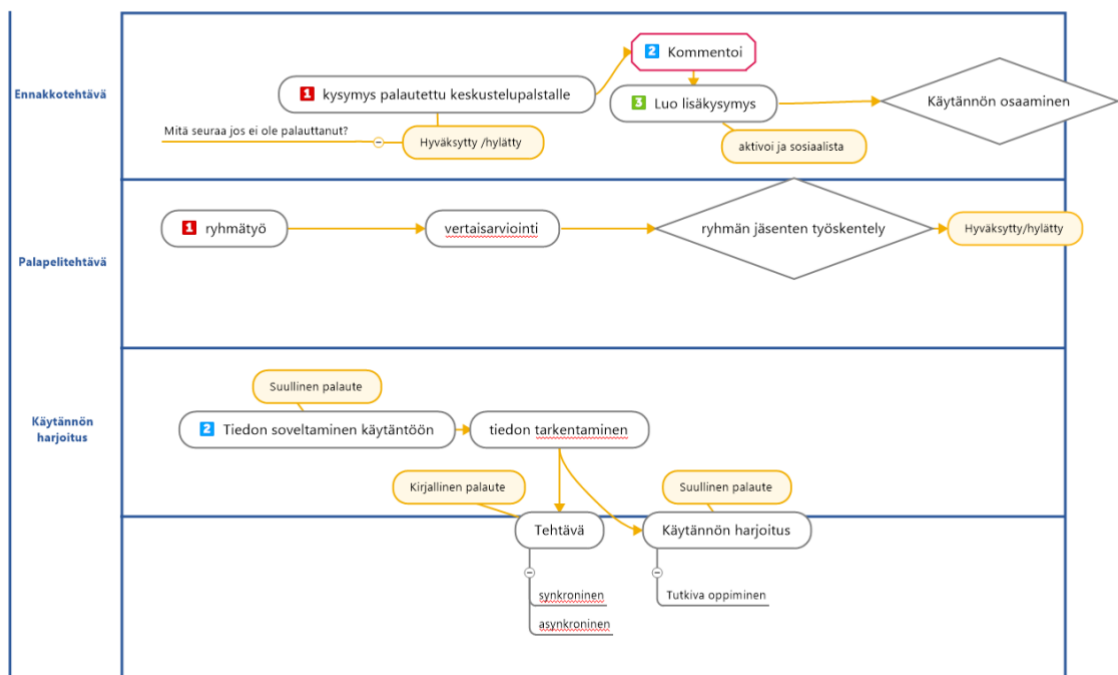 Ennakkotehtävä
2 Kommentoi
1 kysymys palautettu keskustelupalstalle
3 Luo lisäkysymys
Käytännön osaaminen
Mitä seuraa jos ei ole palauttanut?
Hyväksytty /hylätty
aktivoi ja sosiaalista
Palapelitehtävä
1 ryhmätyö
vertaisarviointi
ryhmän jäsenten työskentely
Hyväksytty/hylätty
Käytännön
harjoitus
Suullinen palaute
2 Tiedon soveltaminen käytäntöön
tiedon tarkentaminen
Kirjallinen palaute
Suullinen palaute
Tehtävä
Käytännön harjoitus
synkroninen
Tutkiva oppiminen
asynkroninen